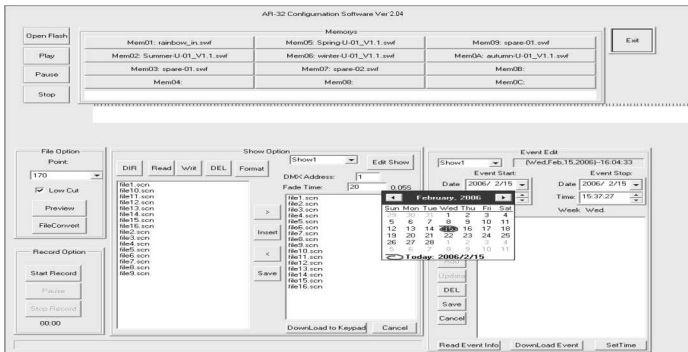 AR-32 Configurnation Software Ver 2.04
Open Flash
Play
Pause
Stop
Memorys
Mem01: rainbow_in.swf
Mem05: Spring-U-01_V1.1.swf
Mem09: spare-01.swf
Mem02: Summer-U-01_V1.1.swf
Mem06: winter-U-01_V1.1.swf
Mem0A: autumn-U-01_V1.1.swf
Mem03: spare-01.swf
Mem07: spare-02.swf
Mem0B:
Mem04:
Mem08:
Mem0C:
Exit
File Option
Point:
170
Low Cut
Preview
FileConvert
Record Option
Start Record
Pause
Stop Record
00:00
Show Option
DIR
Read
Writ
DEL
Format
Show1
Edit Show
DMX Address:
1
Fade Time:
20
0.05S
file1.scn
file10.scn
file11.scn
file12.scn
file13.scn
file14.scn
file15.scn
file16.scn
file2.scn
file3.scn
file4.scn
file5.scn
file6.scn
file7.scn
file8.scn
file9.scn
>
Insert
<
Save
file1.scn
file2.scn
file3.scn
file4.scn
file5.scn
file6.scn
file7.scn
file8.scn
file9.scn
file10.scn
file11.scn
file12.scn
file13.scn
file14.scn
file15.scn
file16.scn
DownLoad to Keypad
Cancel
Event Edit
Show1
(Wed,Feb,15,2006)-16:04:33
Event Start:
Event Stop:
Date
2006/ 2/15
Date
2006/ 2/15
Time:
15:37:27
Week
Wed.
February, 2006
Sun Mon Tue Wed Thu Fri Sat
29 30 31 1 2 3 4
5 6 7 8 9 10 11
12 13 14 15 16 17 18
19 20 21 22 23 24 25
26 27 28 1 2 3 4
5 6 7 8 9 10 11
Today: 2006/2/15
Update
DEL
Save
Cancel
Read Event Info
DownLoad Event
SetTime